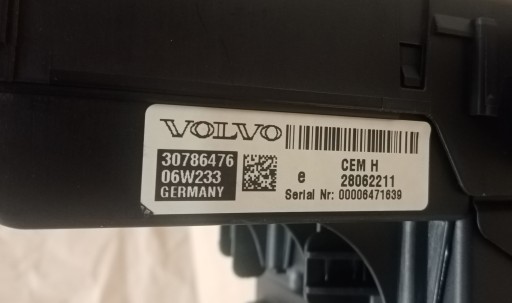 VOLVO
30786476
06W233
GERMANY
e
CEM H
28062211
Serial Nr: 00006471639